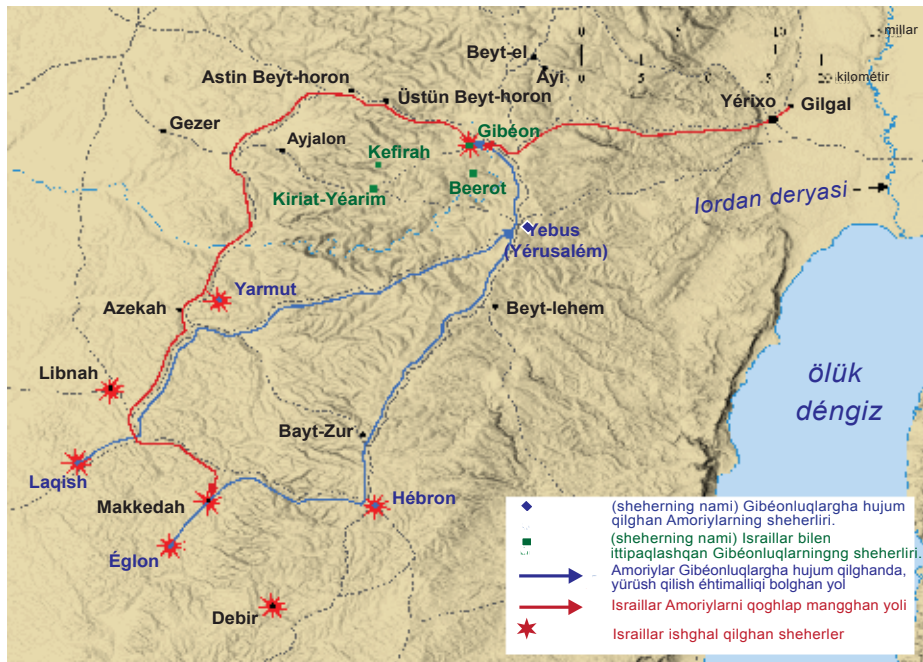 millar
Beyt-el
Ayi
kilométir
Astin Beyt-horon
Üstün Beyt-horon
Yérixo
Gilgal
Gezer
Ayjalon
Gibéon
Kefirah
Beerot
Kiriat-Yéarim
Iordan deryasi
Yebus
(Yérusalém)
Yarmut
Azekah
Beyt-lehem
Libnah
ölük
déngiz
Bayt-Zur
Laqish
Makkedah
Hébron
Églon
Debir
(sheherning nami) Gibéonluqlargha hujum
qilghan Amoriylarning sheherliri.
(sheherning nami) Israillar bilen
ittipaqlashqan Gibéonluqlarningng sheherliri.
Amoriylar Gibéonluqlargha hujum qilghanda,
yürüsh qilish éhtimalliqi bolghan yol
Israillar Amoriylarni qoghlap mangghan yoli
Israillar ishghal qilghan sheherler